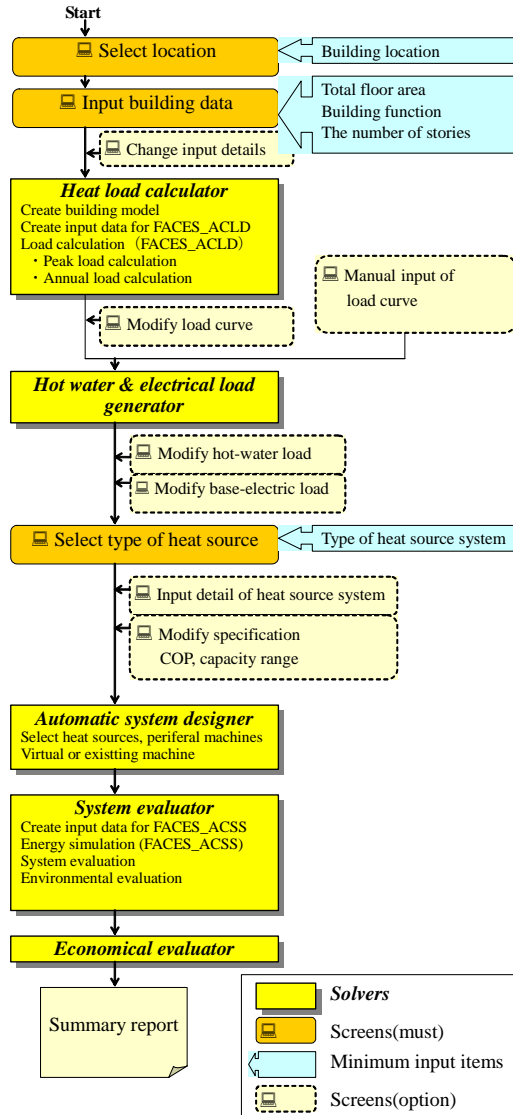 Start
Select location
Building location
Input building data
Total floor area
Building function
The number of stories
Change input details
Heat load calculator
Create building model
Create input data for FACES_ACLD
Load calculation（FACES_ACLD）
・Peak load calculation
・Annual load calculation
Manual input of
load curve
Modify load curve
Hot water & electrical load
generator
Modify hot-water load
Modify base-electric load
Select type of heat source
Type of heat source system
Input detail of heat source system
Modify specification
COP, capacity range
Automatic system designer
Select heat sources, periferal machines
Virtual or existting machine
System evaluator
Create input data for FACES_ACSS
Energy simulation (FACES_ACSS)
System evaluation
Environmental evaluation
Economical evaluator
Summary report
Solvers
Screens(must)
Minimum input items
Screens(option)